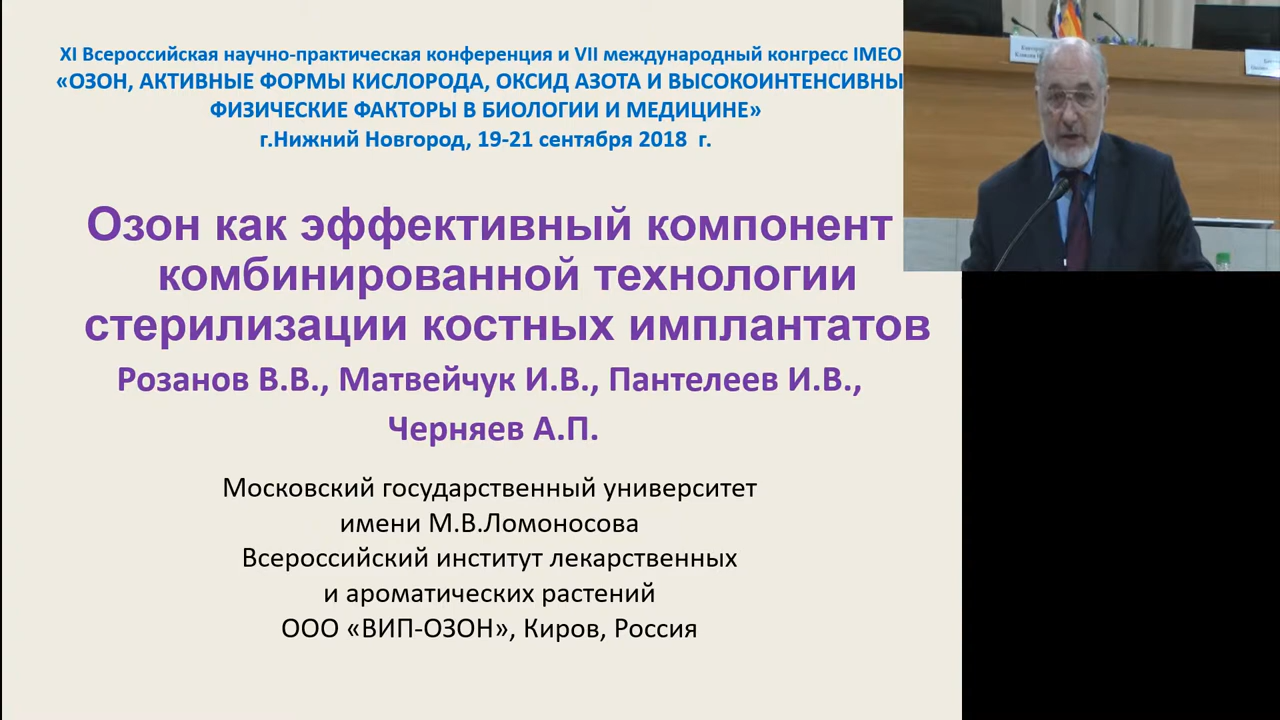 XI Всероссийская научно-практическая конференция и VII международный конгресс IMEO
«ОЗОН, АКТИВНЫЕ ФОРМЫ КИСЛОРОДА, ОКСИД АЗОТА И ВЫСОКОИНТЕНСИВНЫ
ФИЗИЧЕСКИЕ ФАКТОРЫ В БИОЛОГИИ И МЕДИЦИНЕ»
г.Нижний Новгород, 19-21 сентября 2018 г.
Озон как эффективный компонент
комбинированной технологии
стерилизации костных имплантатов
Розанов В.В., Матвейчук И.В., Пантелеев И.В.,
Черняев А.П.
Московский государственный университет
имени М.В.Ломоносова
Всероссийский институт лекарственных
и ароматических растений
ООО «ВИП-ОЗОН», Киров, Россия